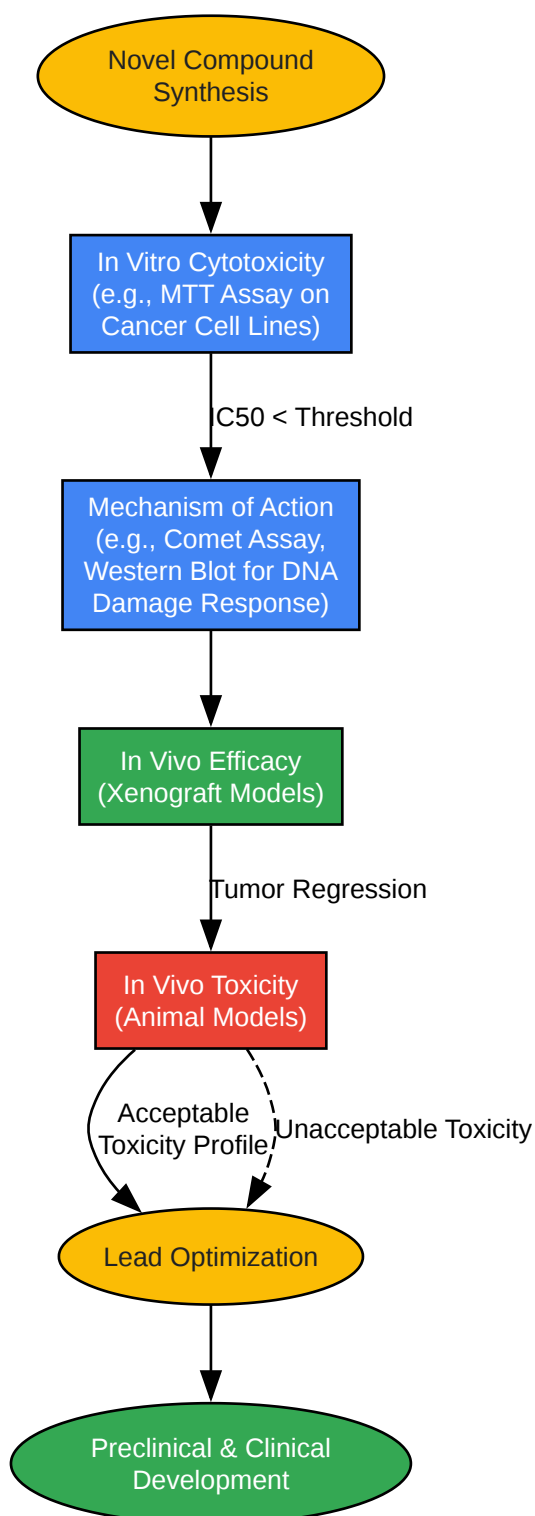 Novel Compound
Synthesis
In Vitro Cytotoxicity
(e.g., MTT Assay on
Cancer Cell Lines)
IC50 < Threshold
Mechanism of Action
(e.g., Comet Assay,
Western Blot for DNA
Damage Response)
In Vivo Efficacy
(Xenograft Models)
Tumor Regression
In Vivo Toxicity
(Animal Models)
Acceptable
Toxicity Profile
Unacceptable Toxicity
Lead Optimization
Preclinical & Clinical
Development